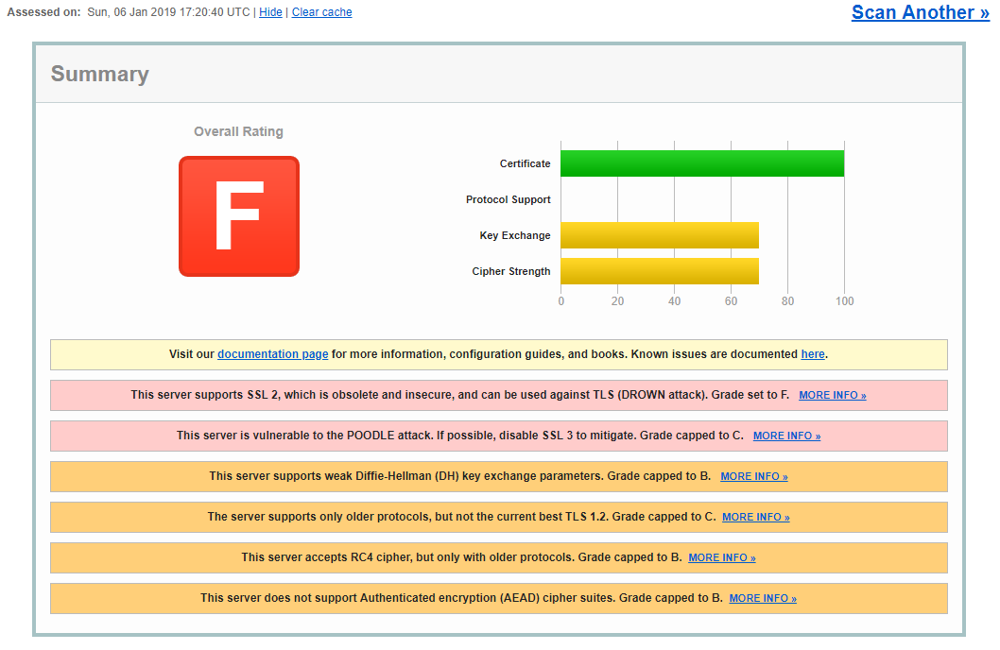 Assessed on: Sun, 06 Jan 2019 17:20:40 UTC | Hide | Clear cache
Scan Another »
Summary
Overall Rating
F
Certificate
Protocol Support
Key Exchange
Cipher Strength
0 20 40 60 80 100
Visit our documentation page for more information, configuration guides, and books. Known issues are documented here.
This server supports SSL 2, which is obsolete and insecure, and can be used against TLS (DROWN attack). Grade set to F. MORE INFO »
This server is vulnerable to the POODLE attack. If possible, disable SSL 3 to mitigate. Grade capped to C. MORE INFO »
This server supports weak Diffie-Hellman (DH) key exchange parameters. Grade capped to B. MORE INFO »
The server supports only older protocols, but not the current best TLS 1.2. Grade capped to C. MORE INFO »
This server accepts RC4 cipher, but only with older protocols. Grade capped to B. MORE INFO »
This server does not support Authenticated encryption (AEAD) cipher suites. Grade capped to B. MORE INFO »